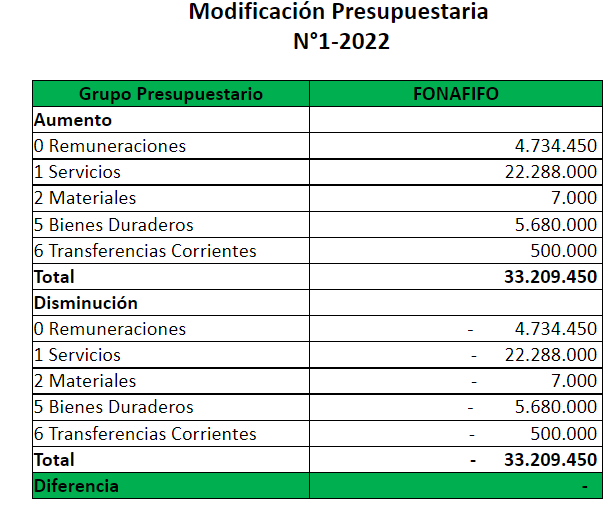 Modificación Presupuestaria
N°1-2022
Grupo Presupuestario FONAFIFO
Aumento
0 Remuneraciones 4.734.450
1 Servicios 22.288.000
2 Materiales 7.000
5 Bienes Duraderos 5.680.000
6 Transferencias Corrientes 500.000
Total 33.209.450
Disminución
0 Remuneraciones - 4.734.450
1 Servicios - 22.288.000
2 Materiales - 7.000
5 Bienes Duraderos - 5.680.000
6 Transferencias Corrientes - 500.000
Total - 33.209.450
Diferencia -